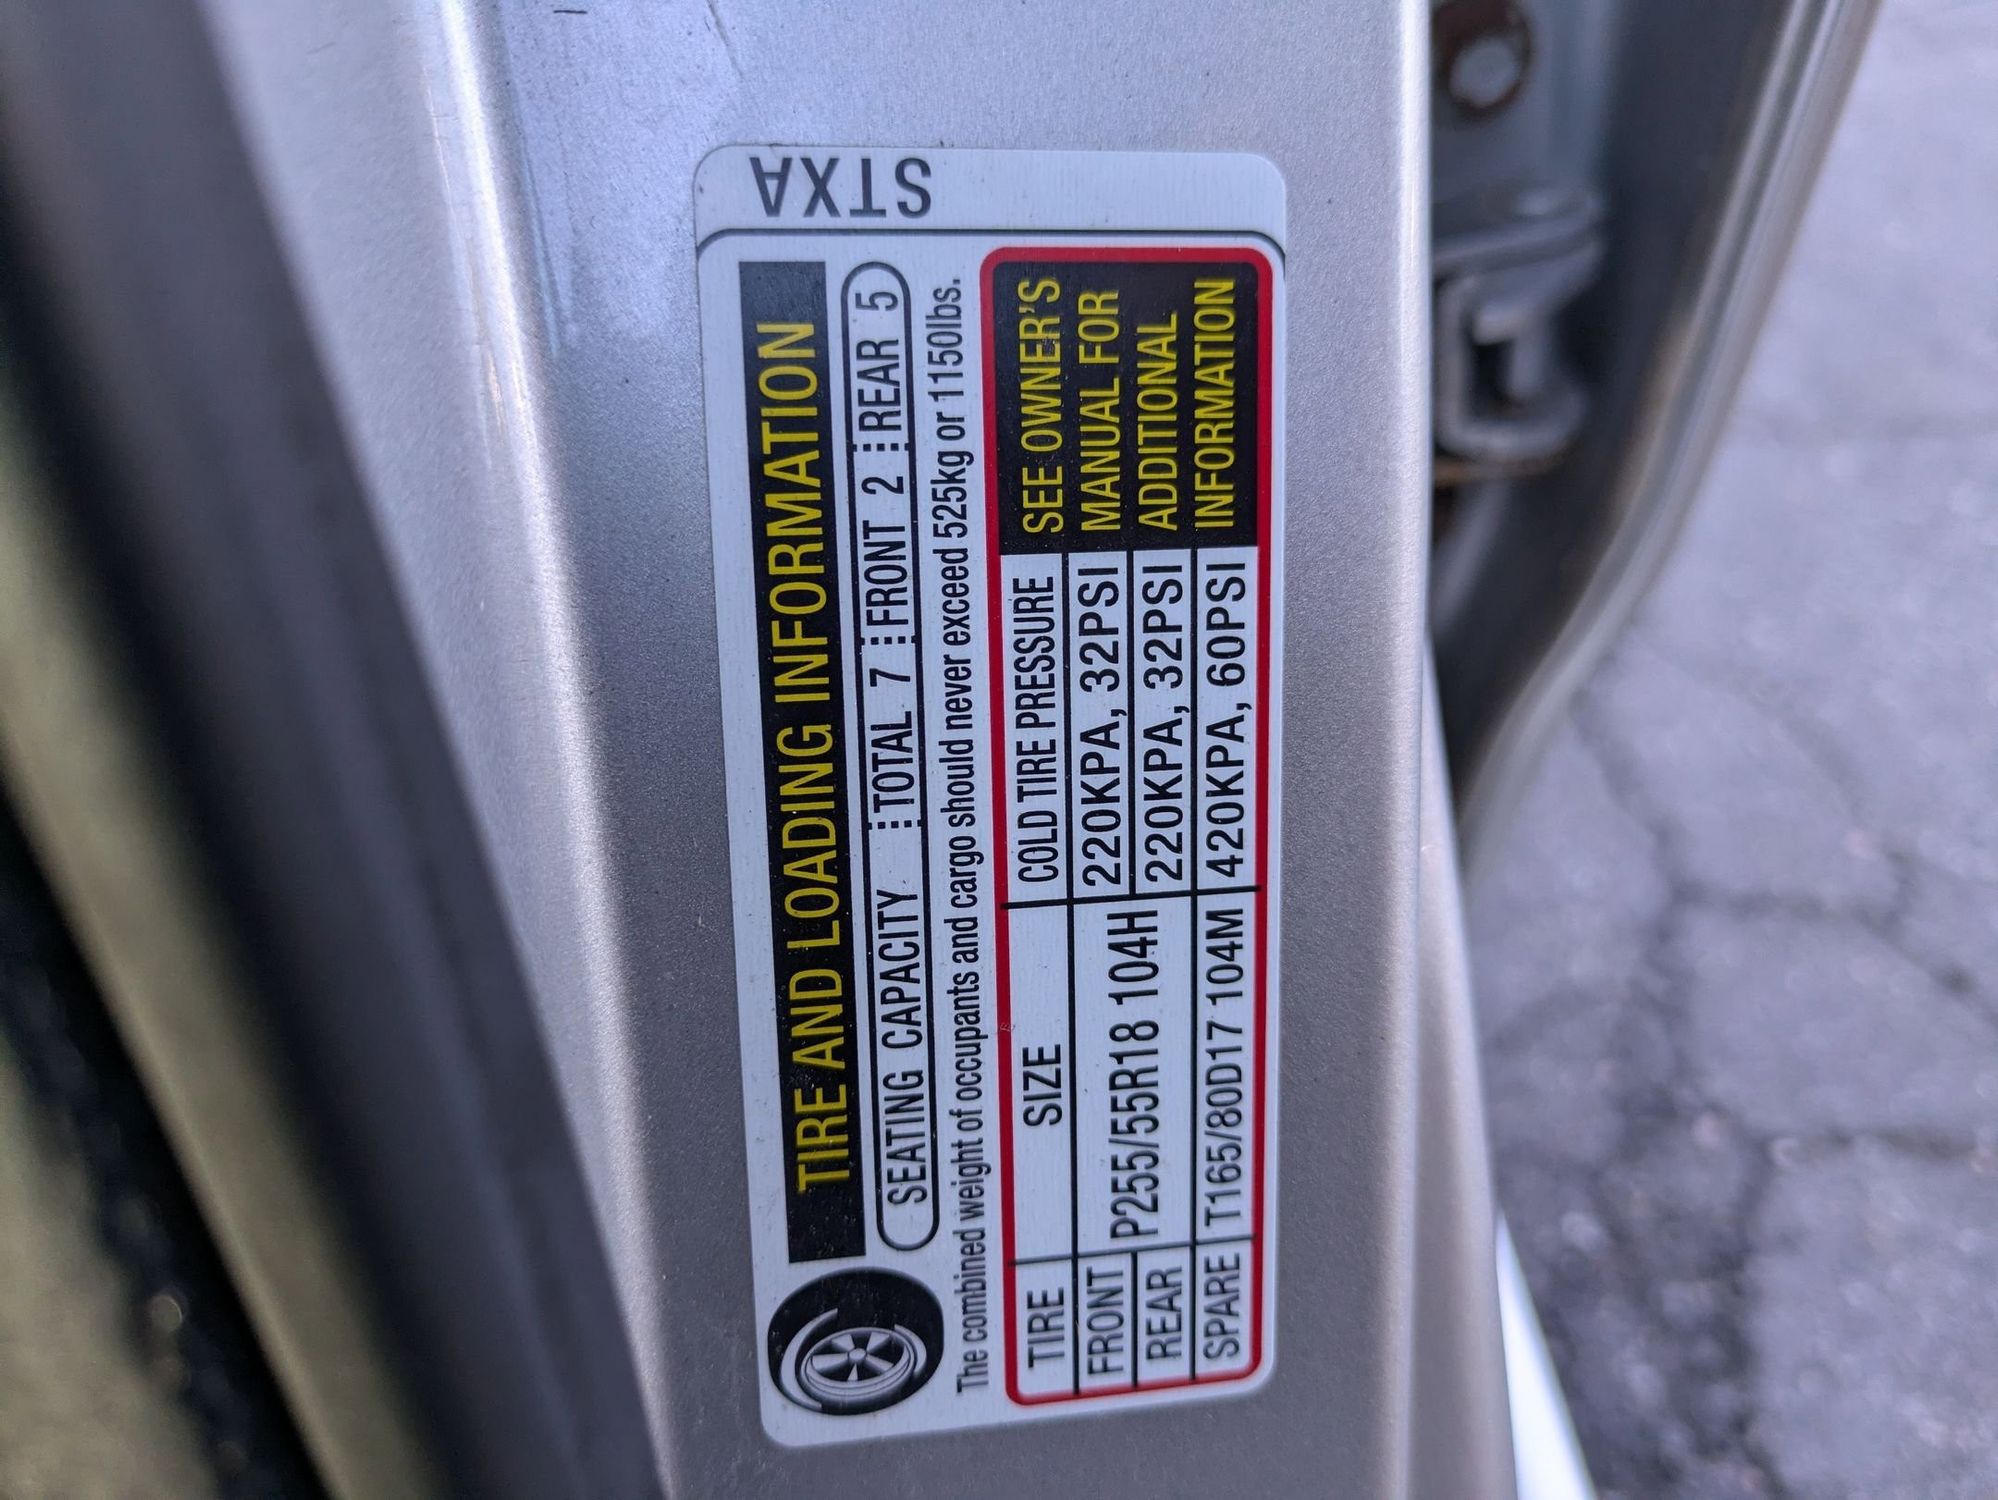 STXA
TIRE AND LOADING INFORMATION
SEATING CAPACITY TOTAL 7 FRONT 2 REAR 5
The combined weight of occupants and cargo should never exceed 525kg or 1150lbs.
TIRE SIZE COLD TIRE PRESSURE
FRONT P255/55R18 104H 220KPA, 32PSI
REAR 220KPA, 32PSI
SPARE T165/80D17 104M 420KPA, 60PSI
SEE OWNER'S
MANUAL FOR
ADDITIONAL
INFORMATION